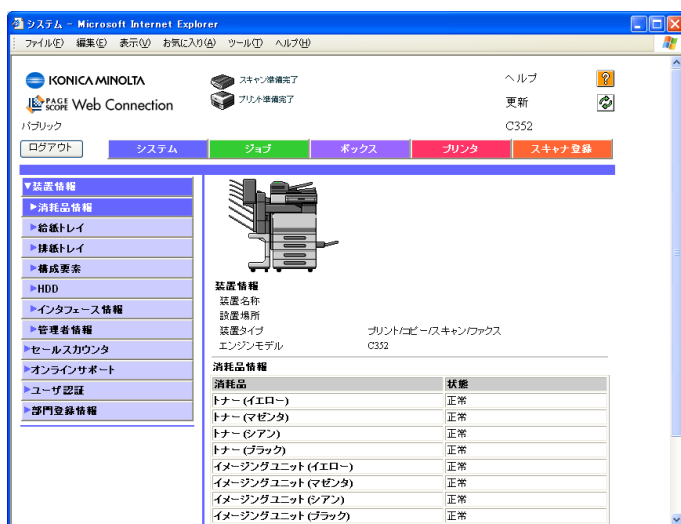 システム - Microsoft Internet Explorer
ファイル(F) 編集(E) 表示(V) お気に入り(A) ツール(T) ヘルプ(H)
KONICA MINOLTA
スキャン準備完了
ヘルプ ?
PAGE SCOPE Web Connection
プリント準備完了
更新
パブリック
C352
ログアウト システム ジョブ ボックス プリンタ スキャナ登録
▼装置情報
▶消耗品情報
▶給紙トレイ
▶排紙トレイ
▶構成要素
▶HDD
▶インタフェース情報
▶管理者情報
▶セールスカウンタ
▶オンラインサポート
▶ユーザ認証
▶部門登録情報
装置情報
装置名称
設置場所
装置タイプ プリント/コピー/スキャン/ファクス
エンジンモデル C352
消耗品情報
消耗品 状態
トナー (イエロー) 正常
トナー (マゼンタ) 正常
トナー (シアン) 正常
トナー (ブラック) 正常
イメージングユニット (イエロー) 正常
イメージングユニット (マゼンタ) 正常
イメージングユニット (シアン) 正常
イメージングユニット (ブラック) 正常